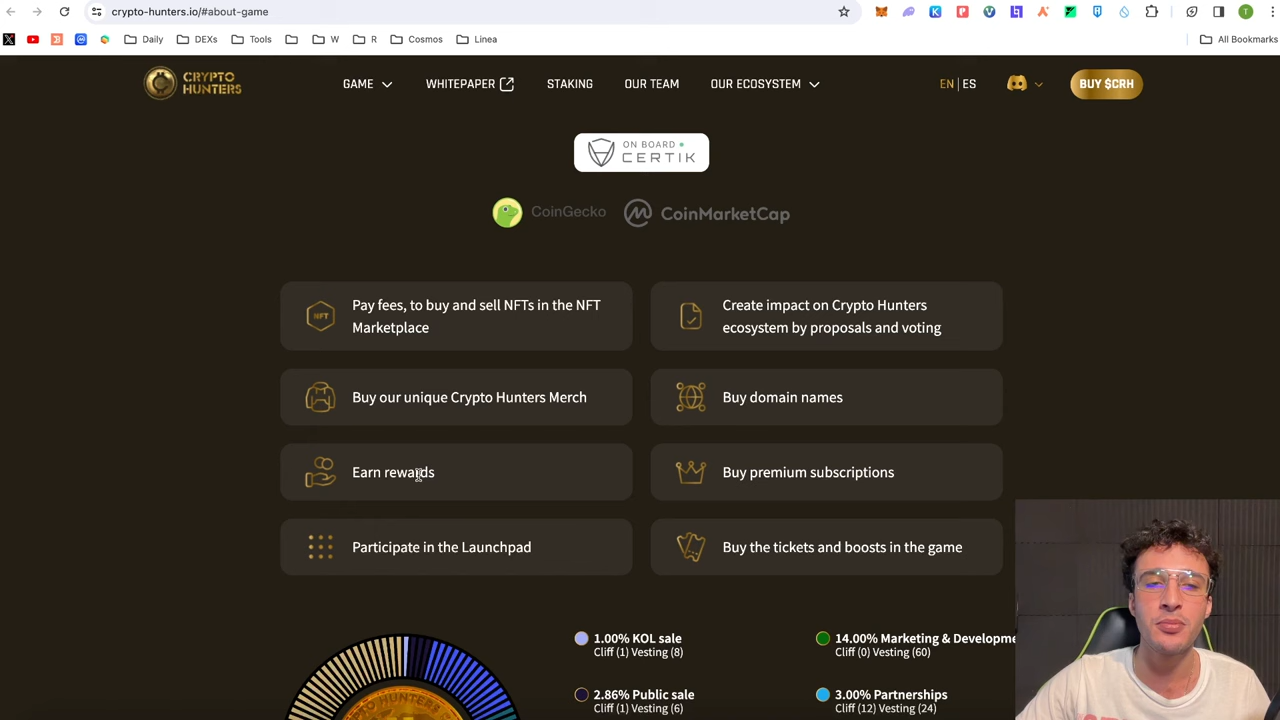 crypto-hunters.io/#about-game
Daily DEXs Tools W R Cosmos Linea All Bookmarks
CRYPTO
HUNTERS
GAME WHITEPAPER STAKING OUR TEAM OUR ECOSYSTEM EN | ES BUY $CRH
ON BOARD
CERTIK
CoinGecko CoinMarketCap
NFT
Pay fees, to buy and sell NFTs in the NFT
Marketplace
Create impact on Crypto Hunters
ecosystem by proposals and voting
Buy our unique Crypto Hunters Merch
Buy domain names
Earn rewards
Buy premium subscriptions
Participate in the Launchpad
Buy the tickets and boosts in the game
1.00% KOL sale
Cliff (1) Vesting (8)
14.00% Marketing & Developme
Cliff (0) Vesting (60)
2.86% Public sale
Cliff (1) Vesting (6)
3.00% Partnerships
Cliff (12) Vesting (24)
CRYPTO HUNTERS